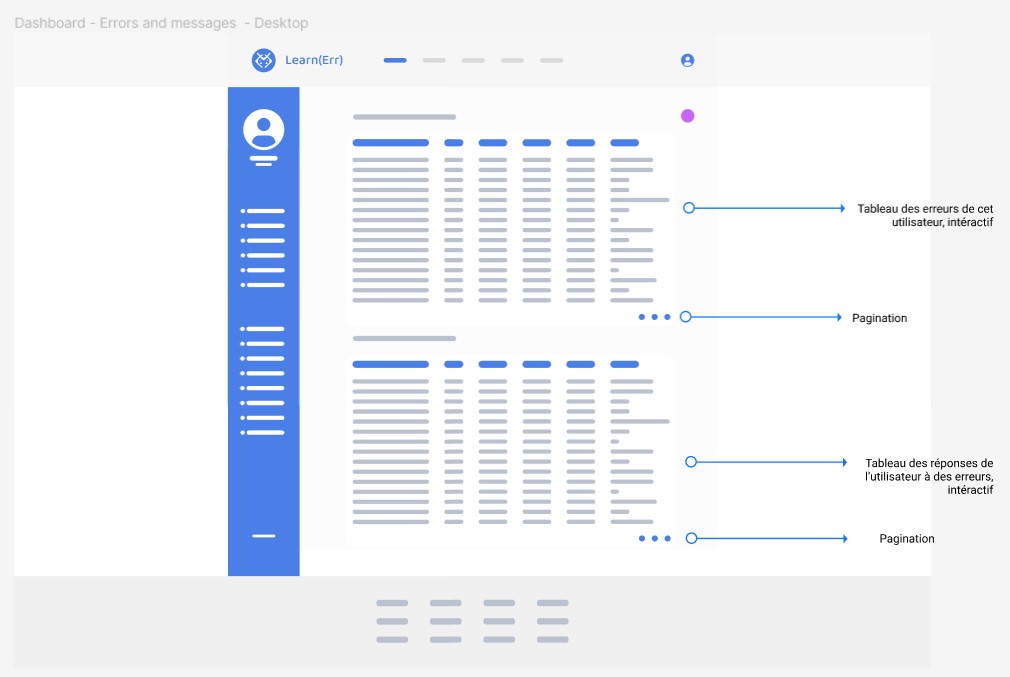 Dashboard - Errors and messages - Desktop
Learn(Err)
Tableau des erreurs de cet
utilisateur, intéractif
Pagination
Tableau des réponses de
l'utilisateur à des erreurs,
intéractif
Pagination